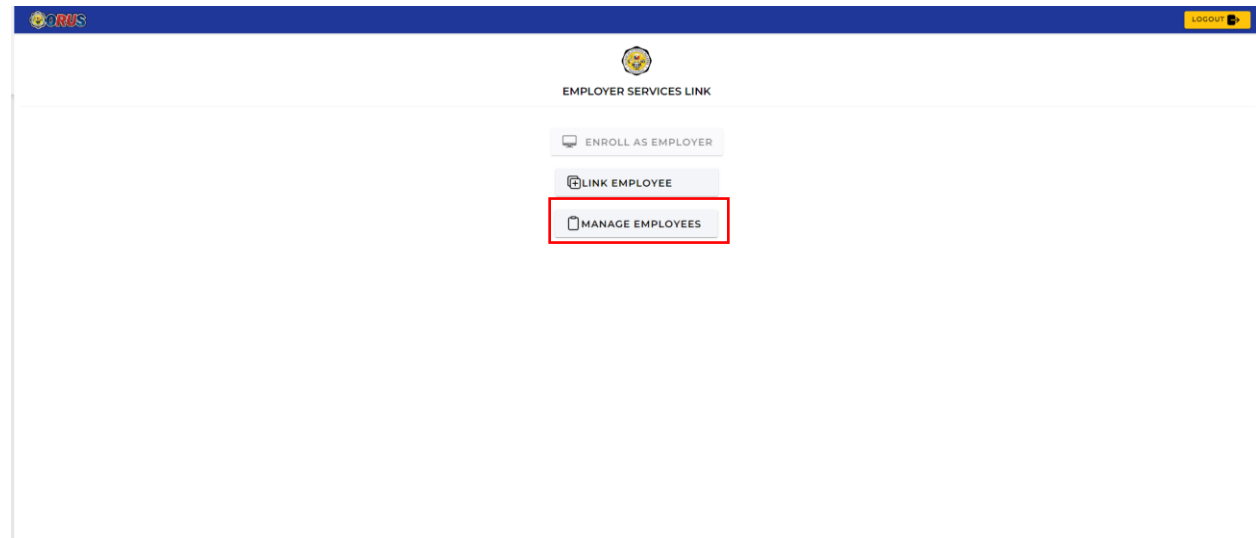 ORUS
LOGOUT
EMPLOYER SERVICES LINK
ENROLL AS EMPLOYER
LINK EMPLOYEE
MANAGE EMPLOYEES